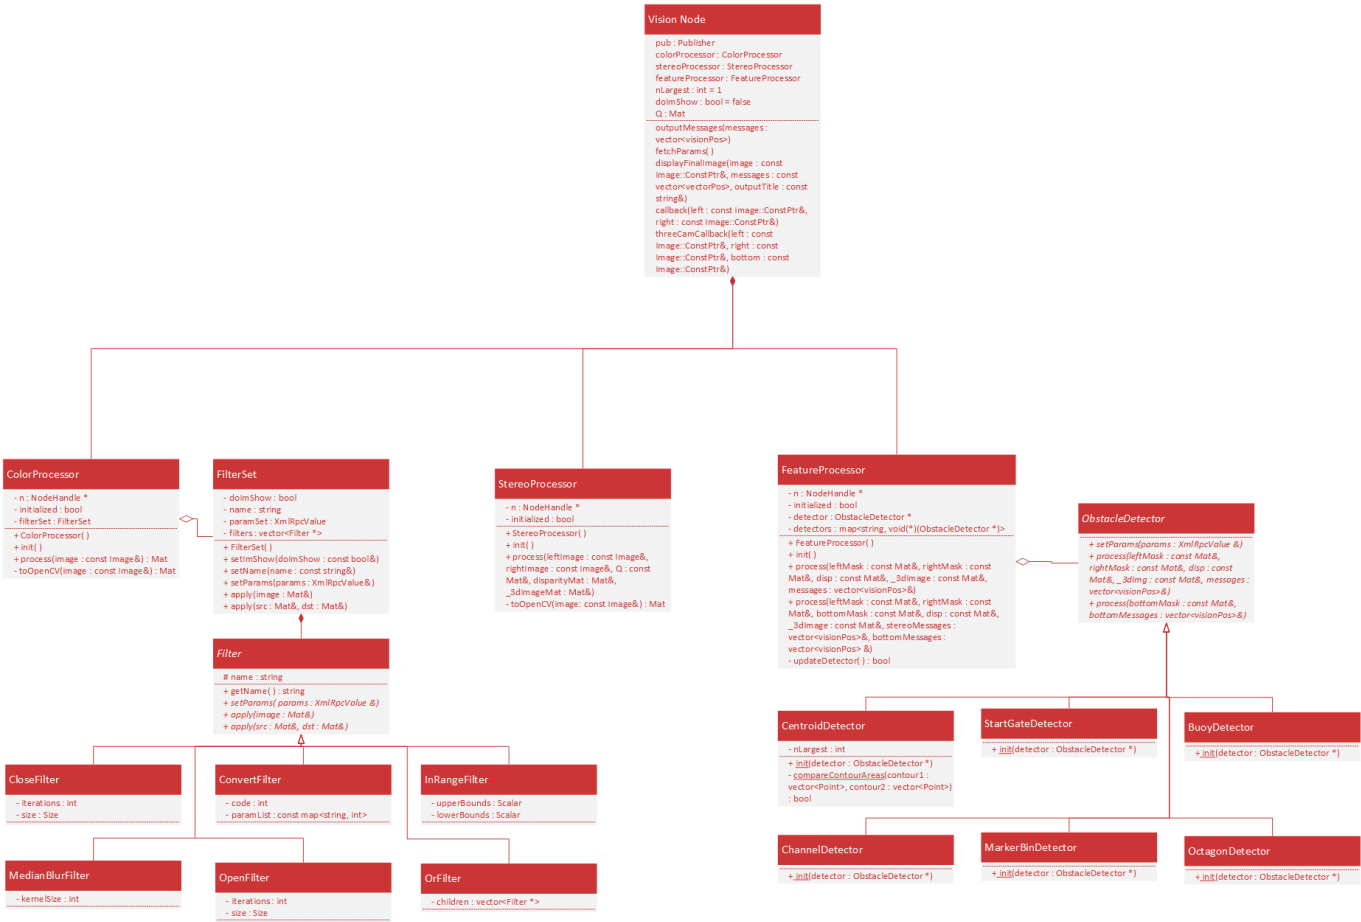 Vision Node
pub : Publisher
colorProcessor : ColorProcessor
stereoProcessor : StereoProcessor
featureProcessor : FeatureProcessor
nLargest : int = 1
doImShow : bool = false
Q : Mat
outputMessages(messages :
vector<visionPos>)
fetchParams( )
displayFinalImage(image : const
Image::ConstPtr&, messages : const
vector<vectorPos>, outputTitle : const
string&)
callback(left : const Image::ConstPtr&,
right : const Image::ConstPtr&)
threeCamCallback(left : const
Image::ConstPtr&, right : const
Image::ConstPtr&, bottom : const
Image::ConstPtr&)
ColorProcessor
- n : NodeHandle *
- initialized : bool
- filterSet : FilterSet
+ ColorProcessor( )
+ init( )
+ process(image : const Image&) : Mat
- toOpenCV(image : const Image&) : Mat
FilterSet
- doImShow : bool
- name : string
- paramSet : XmlRpcValue
- filters : vector<Filter *>
+ FilterSet( )
+ setImShow(doImShow : const bool&)
+ setName(name : const string&)
+ setParams(params : XmlRpcValue&)
+ apply(image : Mat&)
+ apply(src : Mat&, dst : Mat&)
StereoProcessor
- n : NodeHandle *
- initialized : bool
+ StereoProcessor( )
+ init( )
+ process(leftImage : const Image&,
rightImage : const Image&, Q : const
Mat&, disparityMat : Mat&,
_3dImageMat : Mat&)
- toOpenCV(image: const Image&) : Mat
FeatureProcessor
- n : NodeHandle *
- initialized : bool
- detector : ObstacleDetector *
- detectors : map<string, void(*)(ObstacleDetector *)>
+ FeatureProcessor( )
+ init( )
+ process(leftMask : const Mat&, rightMask : const
Mat&, disp : const Mat&, _3dImage : const Mat&,
messages : vector<visionPos>&)
+ process(leftMask : const Mat&, rightMask : const
Mat&, bottomMask : const Mat&, disp : const Mat&,
_3dImage : const Mat&, stereoMessages :
vector<visionPos>&, bottomMessages :
vector<visionPos> &)
- updateDetector( ) : bool
ObstacleDetector
+ setParams(params : XmlRpcValue &)
+ process(leftMask : const Mat&,
rightMask : const Mat&, disp : const
Mat&, _3dImg : const Mat&, messages :
vector<visionPos>&)
+ process(bottomMask : const Mat&,
bottomMessages : vector<visionPos>&)
Filter
# name : string
+ getName( ) : string
+ setParams( params : XmlRpcValue &)
+ apply(image : Mat&)
+ apply(src : Mat&, dst : Mat&)
CloseFilter
- iterations : int
- size : Size
ConvertFilter
- code : int
- paramList : const map<string, int>
InRangeFilter
- upperBounds : Scalar
- lowerBounds : Scalar
MedianBlurFilter
- kernelSize : int
OpenFilter
- iterations : int
- size : Size
OrFilter
- children : vector<Filter *>
CentroidDetector
- nLargest : int
+ init(detector : ObstacleDetector *)
- compareContourAreas(contour1 :
vector<Point>, contour2 : vector<Point>)
: bool
StartGateDetector
+ init(detector : ObstacleDetector *)
BuoyDetector
+ init(detector : ObstacleDetector *)
ChannelDetector
+ init(detector : ObstacleDetector *)
MarkerBinDetector
+ init(detector : ObstacleDetector *)
OctagonDetector
+ init(detector : ObstacleDetector *)